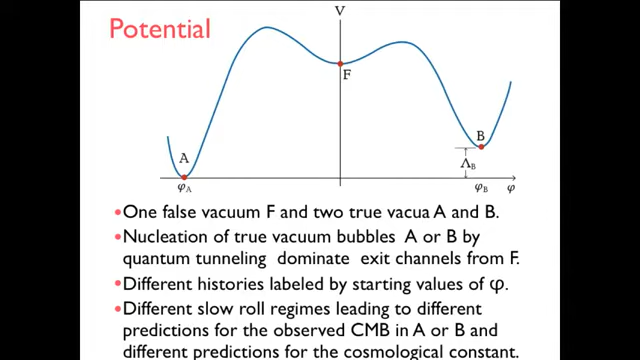 Potential
V
F
A
B
Λ_B
φ_A
φ_B
φ
•One false vacuum F and two true vacua A and B.
•Nucleation of true vacuum bubbles A or B by
quantum tunneling dominate exit channels from F.
•Different histories labeled by starting values of φ.
•Different slow roll regimes leading to different
predictions for the observed CMB in A or B and
different predictions for the cosmological constant.